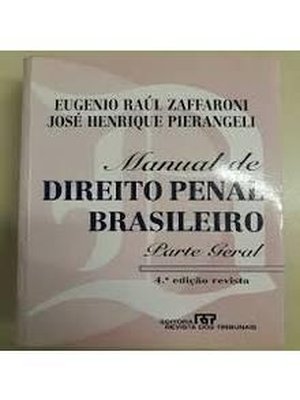 EUGENIO RAÚL ZAFFARONI
JOSÉ HENRIQUE PIERANGELI
Manual de
DIREITO PENAL
BRASILEIRO
Parte Geral
4.ª edição revista
EDITORA RT
REVISTA DOS TRIBUNAIS